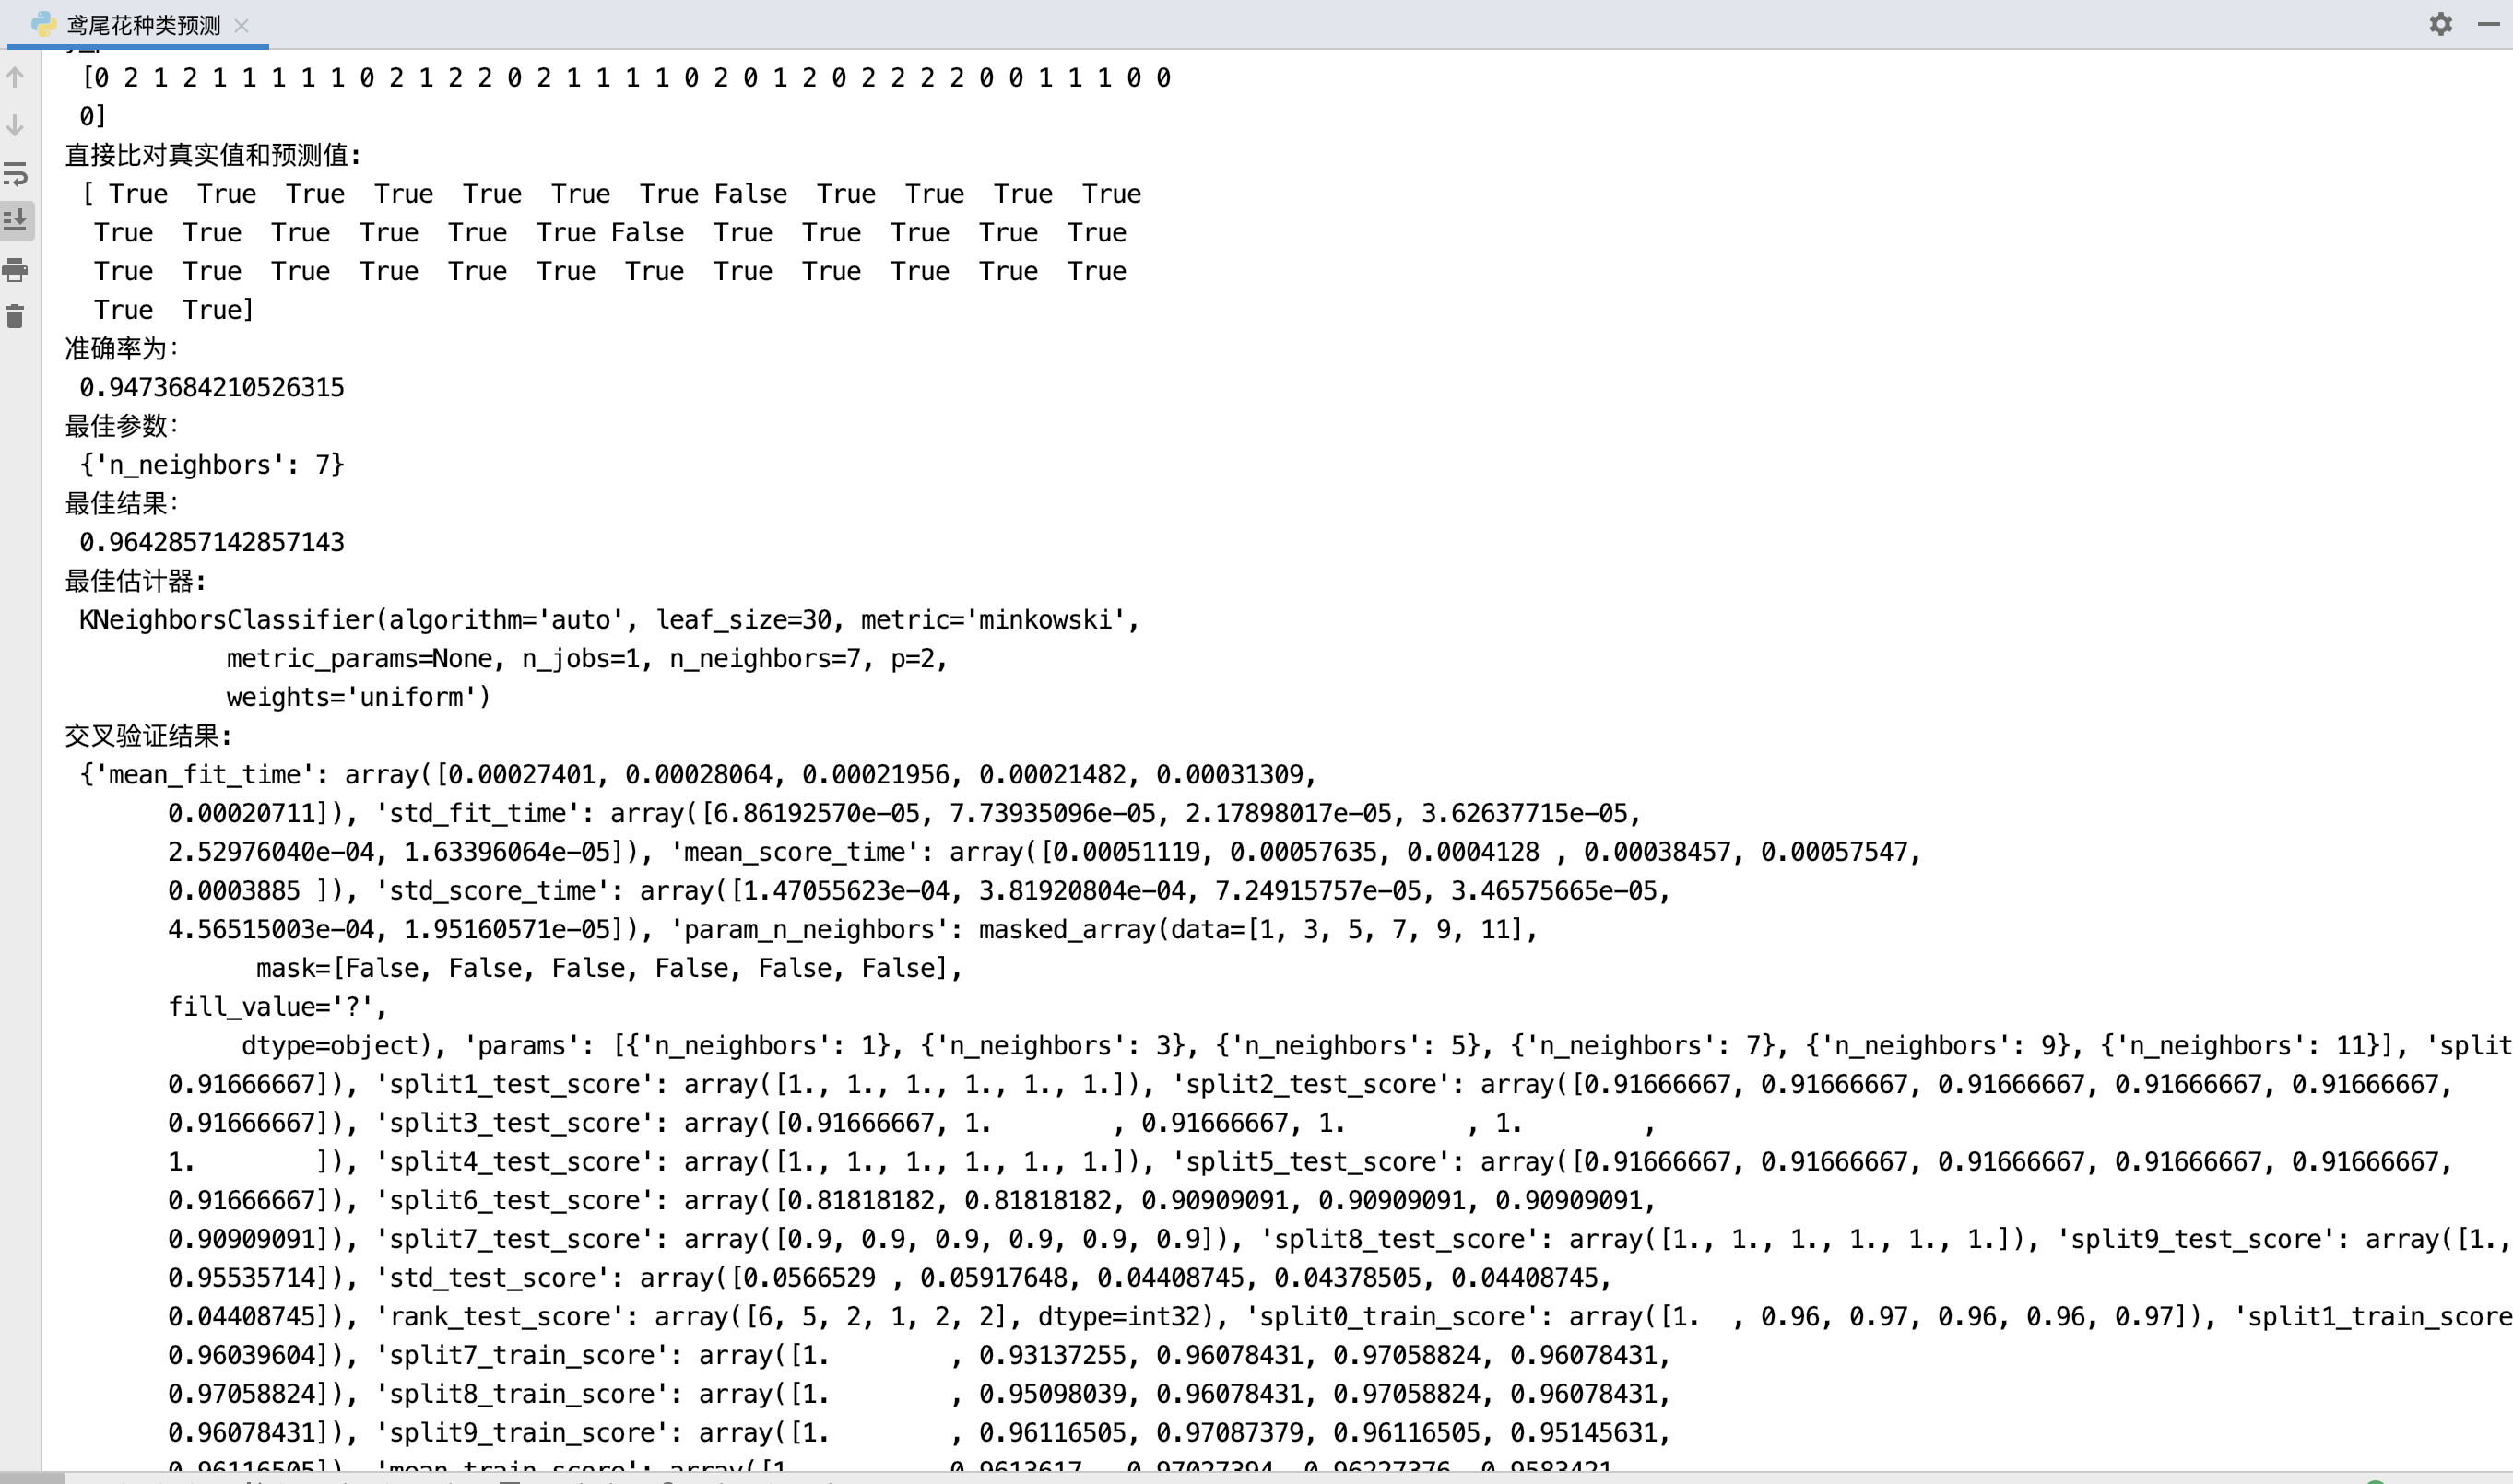 鸢尾花种类预测
[0 2 1 2 1 1 1 1 1 0 2 1 2 2 0 2 1 1 1 1 0 2 0 1 2 0 2 2 2 2 0 0 1 1 1 0 0
0]
直接比对真实值和预测值:
[ True  True  True  True  True  True  True False  True  True  True  True
True  True  True  True  True  True False  True  True  True  True  True
True  True  True  True  True  True  True  True  True  True  True  True
True  True]
准确率为：
0.9473684210526315
最佳参数：
{'n_neighbors': 7}
最佳结果：
0.9642857142857143
最佳估计器:
KNeighborsClassifier(algorithm='auto', leaf_size=30, metric='minkowski',
metric_params=None, n_jobs=1, n_neighbors=7, p=2,
weights='uniform')
交叉验证结果:
{'mean_fit_time': array([0.00027401, 0.00028064, 0.00021956, 0.00021482, 0.00031309,
0.00020711]), 'std_fit_time': array([6.86192570e-05, 7.73935096e-05, 2.17898017e-05, 3.62637715e-05,
2.52976040e-04, 1.63396064e-05]), 'mean_score_time': array([0.00051119, 0.00057635, 0.0004128 , 0.00038457, 0.00057547,
0.0003885 ]), 'std_score_time': array([1.47055623e-04, 3.81920804e-04, 7.24915757e-05, 3.46575665e-05,
4.56515003e-04, 1.95160571e-05]), 'param_n_neighbors': masked_array(data=[1, 3, 5, 7, 9, 11],
mask=[False, False, False, False, False, False],
fill_value='?',
dtype=object), 'params': [{'n_neighbors': 1}, {'n_neighbors': 3}, {'n_neighbors': 5}, {'n_neighbors': 7}, {'n_neighbors': 9}, {'n_neighbors': 11}], 'split
0.91666667]), 'split1_test_score': array([1., 1., 1., 1., 1., 1.]), 'split2_test_score': array([0.91666667, 0.91666667, 0.91666667, 0.91666667, 0.91666667,
0.91666667]), 'split3_test_score': array([0.91666667, 1.        , 0.91666667, 1.        , 1.        ,
1.        ]), 'split4_test_score': array([1., 1., 1., 1., 1., 1.]), 'split5_test_score': array([0.91666667, 0.91666667, 0.91666667, 0.91666667, 0.91666667,
0.91666667]), 'split6_test_score': array([0.81818182, 0.81818182, 0.90909091, 0.90909091, 0.90909091,
0.90909091]), 'split7_test_score': array([0.9, 0.9, 0.9, 0.9, 0.9, 0.9]), 'split8_test_score': array([1., 1., 1., 1., 1., 1.]), 'split9_test_score': array([1.,
0.95535714]), 'std_test_score': array([0.0566529 , 0.05917648, 0.04408745, 0.04378505, 0.04408745,
0.04408745]), 'rank_test_score': array([6, 5, 2, 1, 2, 2], dtype=int32), 'split0_train_score': array([1.  , 0.96, 0.97, 0.96, 0.96, 0.97]), 'split1_train_score
0.96039604]), 'split7_train_score': array([1.        , 0.93137255, 0.96078431, 0.97058824, 0.96078431,
0.97058824]), 'split8_train_score': array([1.        , 0.95098039, 0.96078431, 0.97058824, 0.96078431,
0.96078431]), 'split9_train_score': array([1.        , 0.96116505, 0.97087379, 0.96116505, 0.95145631,
0.96116505]), 'mean_train_score': array([1.        , 0.9613617 , 0.97027394, 0.96227376, 0.9583421